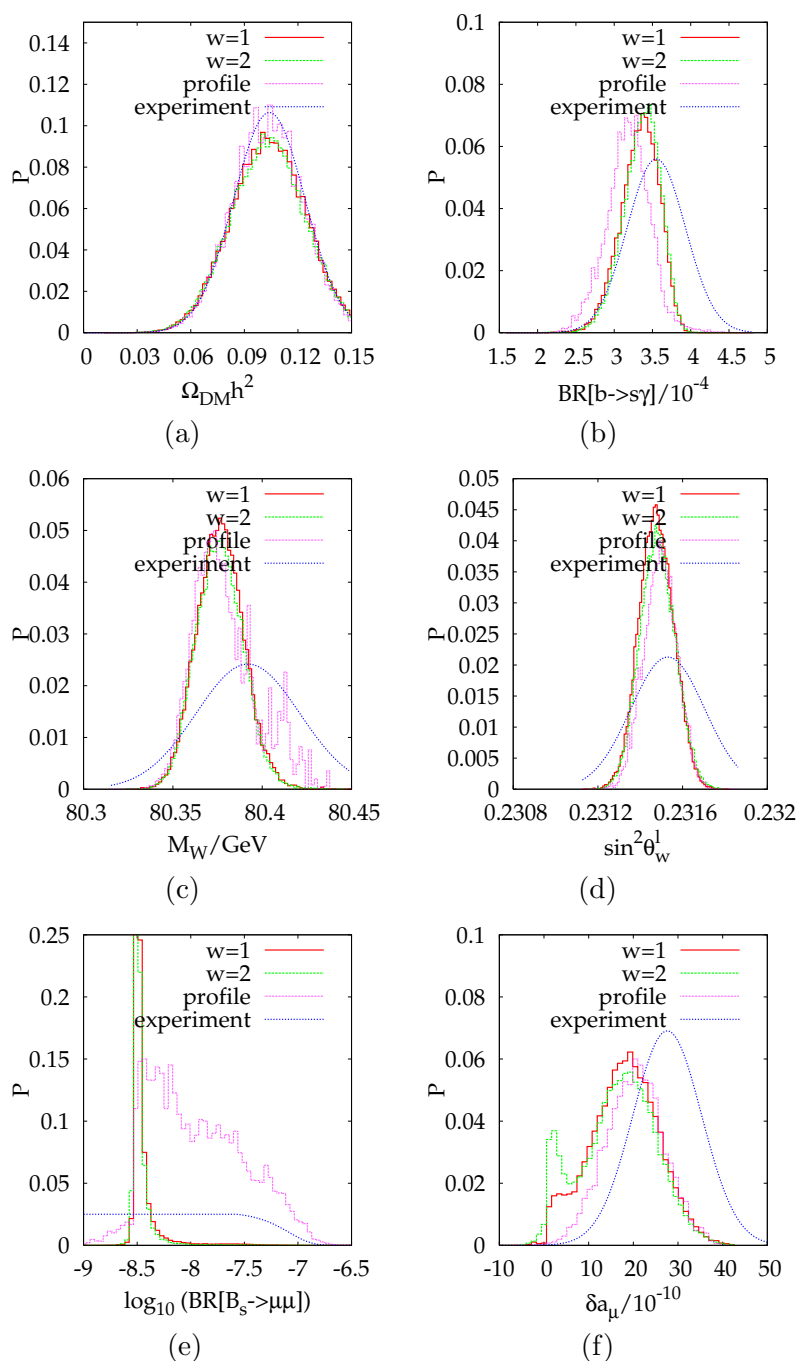 0.15
0.14
0.12
0.1
0.08
0.06
0.04
0.02
0
P
w=1
w=2
profile
experiment
0 0.03 0.06 0.09 0.12 0.15
Ω_DM h²
(a)
0.1
0.08
0.06
0.04
0.02
0
P
w=1
w=2
profile
experiment
1.5 2 2.5 3 3.5 4 4.5 5
BR[b->sγ]/10⁻⁴
(b)
0.06
0.05
0.04
0.03
0.02
0.01
0
P
w=1
w=2
profile
experiment
80.3 80.35 80.4 80.45
M_W/GeV
(c)
0.05
0.045
0.04
0.035
0.03
0.025
0.02
0.015
0.01
0.005
0
P
w=1
w=2
profile
experiment
0.2308 0.2312 0.2316 0.232
sin²θ_w^l
(d)
0.25
0.2
0.15
0.1
0.05
0
P
w=1
w=2
profile
experiment
-9 -8.5 -8 -7.5 -7 -6.5
log₁₀ (BR[B_s->μμ])
(e)
0.1
0.08
0.06
0.04
0.02
0
P
w=1
w=2
profile
experiment
-10 0 10 20 30 40 50
δa_μ/10⁻¹⁰
(f)